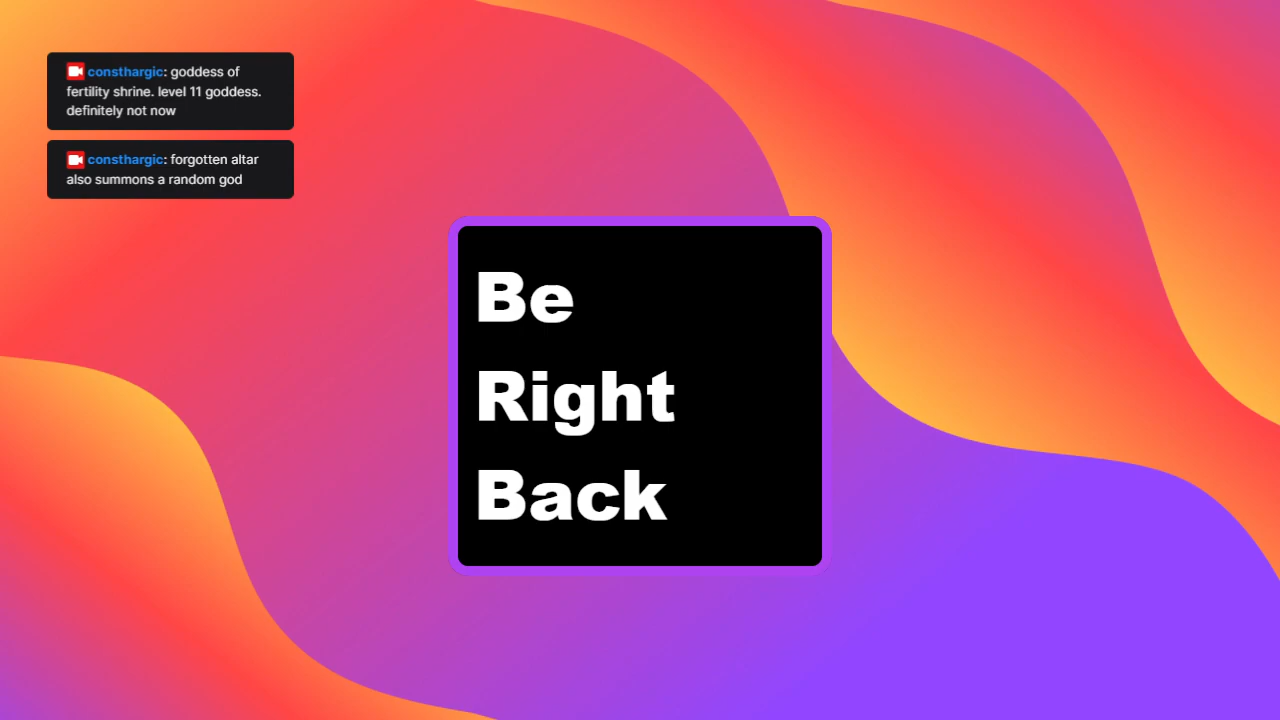 consthargic: goddess of
fertility shrine. level 11 goddess.
definitely not now
consthargic: forgotten altar
also summons a random god
Be
Right
Back